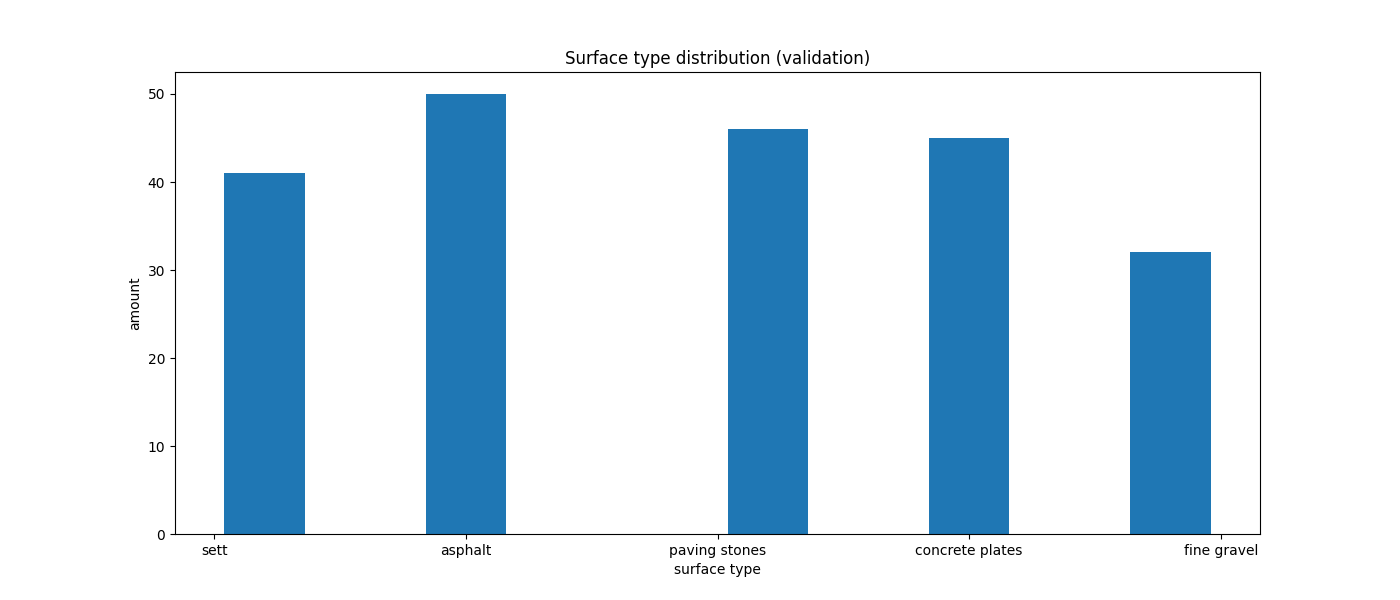 Surface type distribution (validation)
50
40
30
20
10
0
amount
sett asphalt paving stones concrete plates fine gravel
surface type